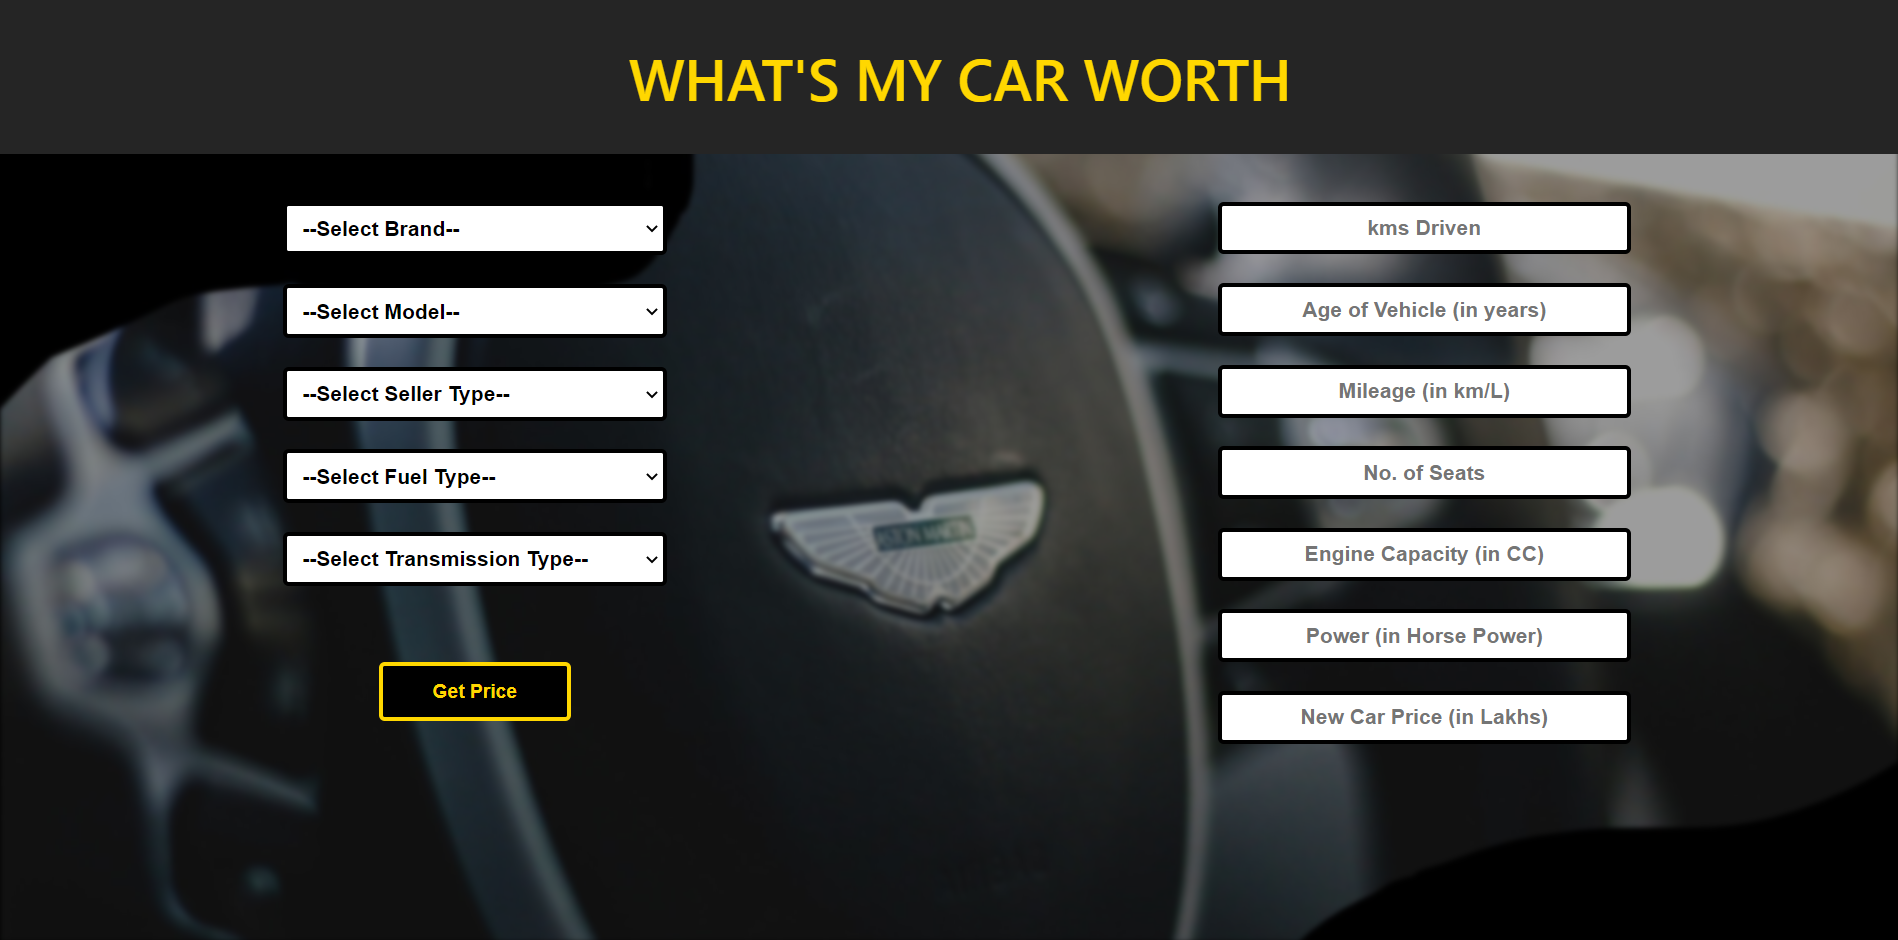 WHAT'S MY CAR WORTH
--Select Brand--
--Select Model--
--Select Seller Type--
--Select Fuel Type--
--Select Transmission Type--
Get Price
kms Driven
Age of Vehicle (in years)
Mileage (in km/L)
No. of Seats
Engine Capacity (in CC)
Power (in Horse Power)
New Car Price (in Lakhs)
ASTON MARTIN